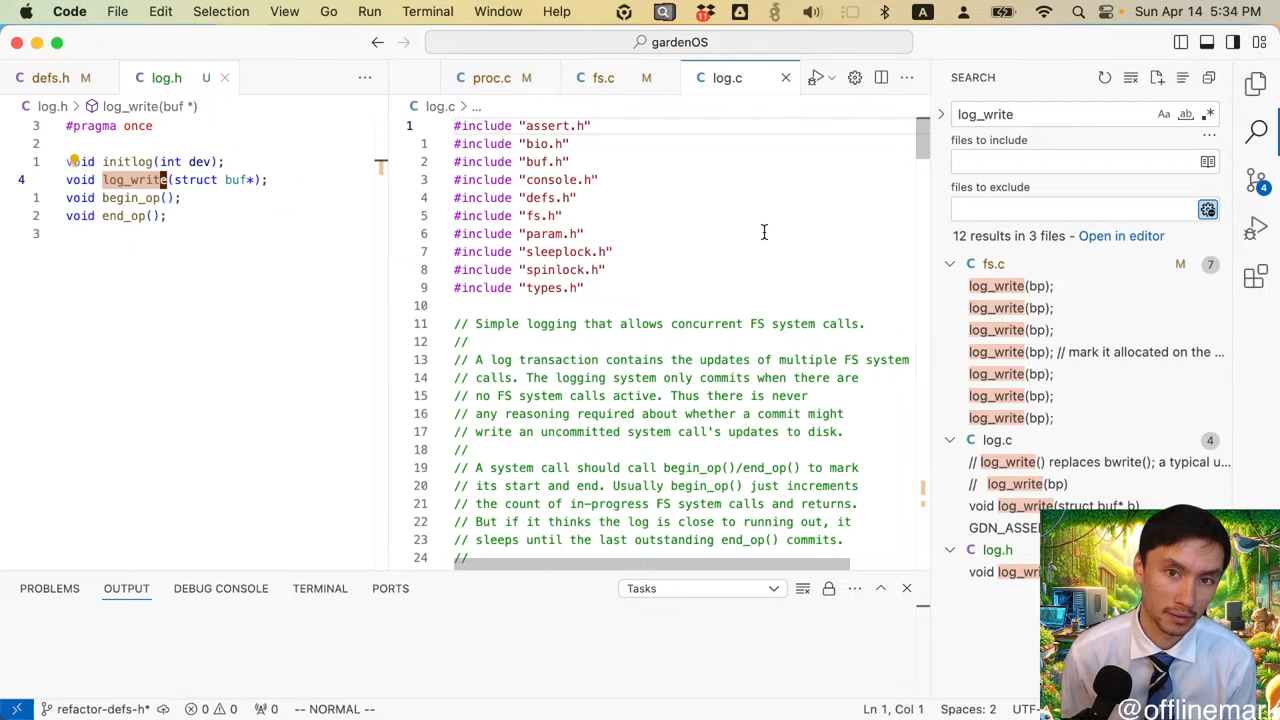 Code File Edit Selection View Go Run Terminal Window Help A Sun Apr 14 5:34 PM
gardenOS
defs.h M log.h U proc.c M fs.c M log.c
SEARCH
log.h > log_write(buf *)
log.c > ...
3 #pragma once
2
1 void initlog(int dev);
4 void log_write(struct buf*);
1 void begin_op();
2 void end_op();
3
1 #include "assert.h"
1 #include "bio.h"
2 #include "buf.h"
3 #include "console.h"
4 #include "defs.h"
5 #include "fs.h"
6 #include "param.h"
7 #include "sleeplock.h"
8 #include "spinlock.h"
9 #include "types.h"
10
11 // Simple logging that allows concurrent FS system calls.
12 //
13 // A log transaction contains the updates of multiple FS system
14 // calls. The logging system only commits when there are
15 // no FS system calls active. Thus there is never
16 // any reasoning required about whether a commit might
17 // write an uncommitted system call's updates to disk.
18 //
19 // A system call should call begin_op()/end_op() to mark
20 // its start and end. Usually begin_op() just increments
21 // the count of in-progress FS system calls and returns.
22 // But if it thinks the log is close to running out, it
23 // sleeps until the last outstanding end_op() commits.
24 //
log_write Aa ab .*
files to include
files to exclude
12 results in 3 files - Open in editor
fs.c M 7
log_write(bp);
log_write(bp);
log_write(bp);
log_write(bp); // mark it allocated on the ...
log_write(bp);
log_write(bp);
log_write(bp);
log.c 4
// log_write() replaces bwrite(); a typical u...
// log_write(bp)
void log_write(struct buf* b)
GDN_ASSE
log.h
void log_wri
4
PROBLEMS OUTPUT DEBUG CONSOLE TERMINAL PORTS Tasks
refactor-defs-h* 0 0 0 -- NORMAL -- Ln 1, Col 1 Spaces: 2 UTF-
@offlinemark